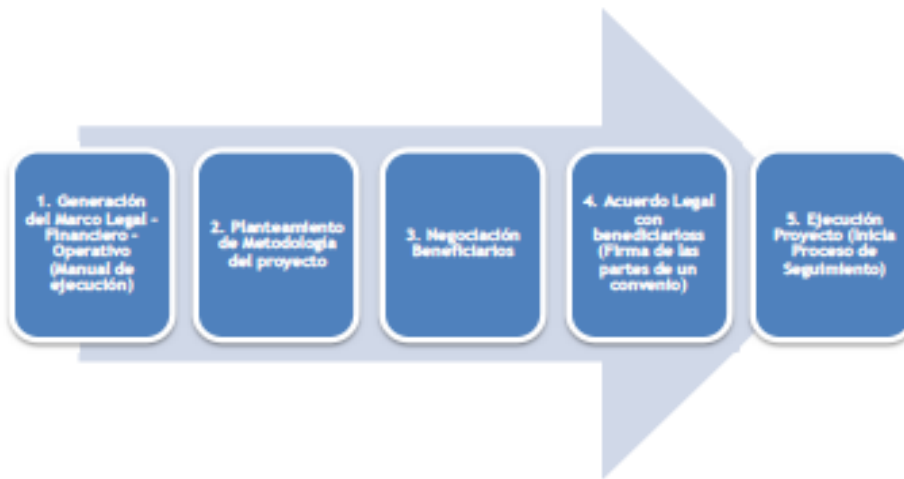 1. Generación
del Marco Legal -
Financiero -
Operativo
(Manual de
ejecución)
2. Planteamiento
de Metodología
del proyecto
3. Negociación
Beneficiarios
4. Acuerdo Legal
con
benediciarioss
(Firma de las
partes de un
convenio)
5. Ejecución
Proyecto (Inicia
Proceso de
Seguimiento)